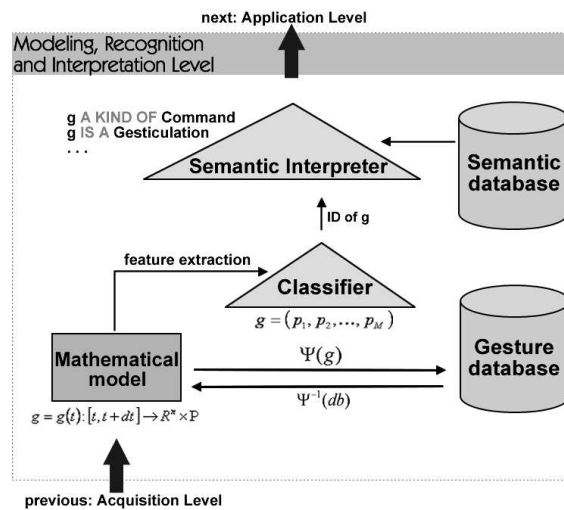 next: Application Level
Modeling, Recognition
and Interpretation Level
g A KIND OF Command
g IS A Gesticulation
...
Semantic Interpreter
Semantic
database
ID of g
feature extraction
Classifier
g = (p₁, p₂, ..., p_M)
Mathematical
model
Ψ(g)
Ψ⁻¹(db)
Gesture
database
g = g(t): [t, t + dt] → Rⁿ × P
previous: Acquisition Level